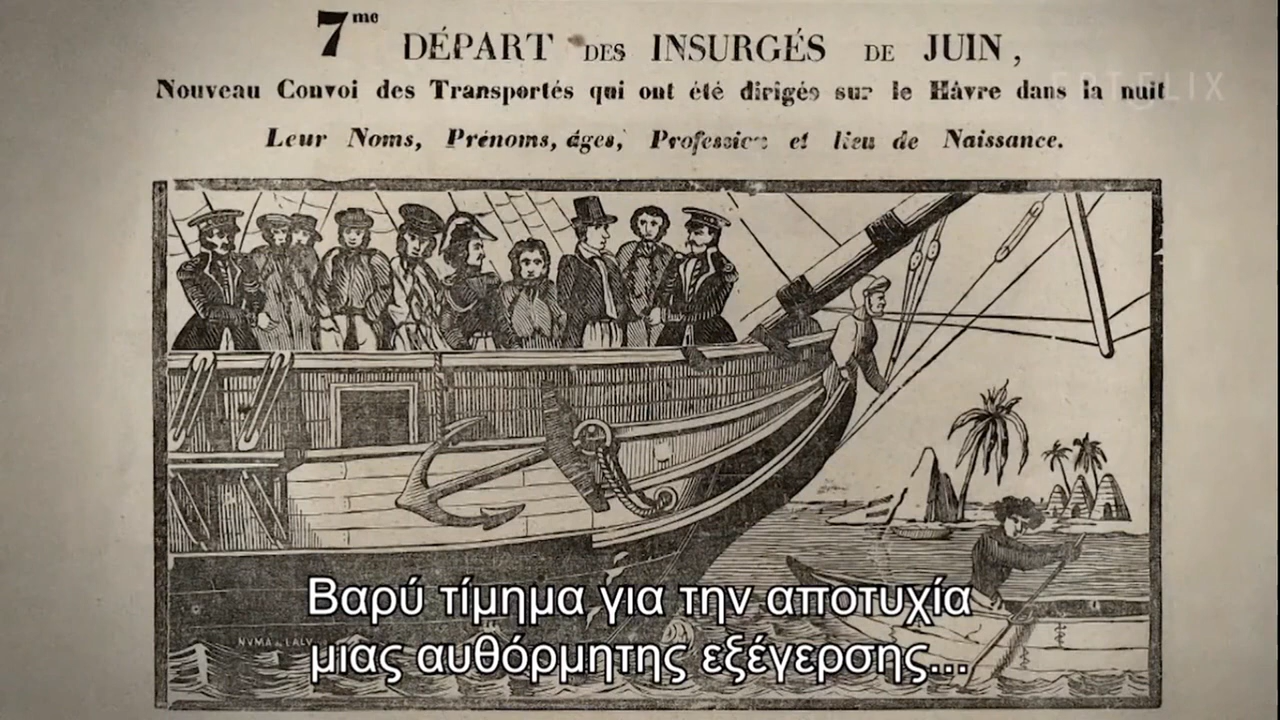 7me DÉPART DES INSURGÉS DE JUIN,
Nouveau Convoi des Transportés qui ont été dirigés sur le Hâvre dans la nuit
Leur Noms, Prénoms, âges, Profession et lieu de Naissance.
NUMA LALY
Βαρύ τίμημα για την αποτυχία
μιας αυθόρμητης εξέγερσης...